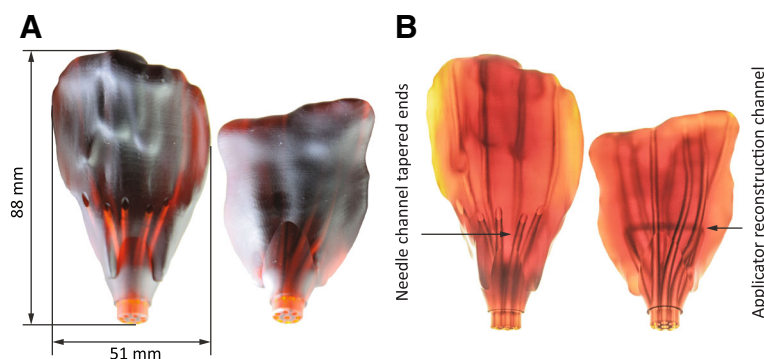 A
B
88 mm
51 mm
Needle channel tapered ends
Applicator reconstruction channel